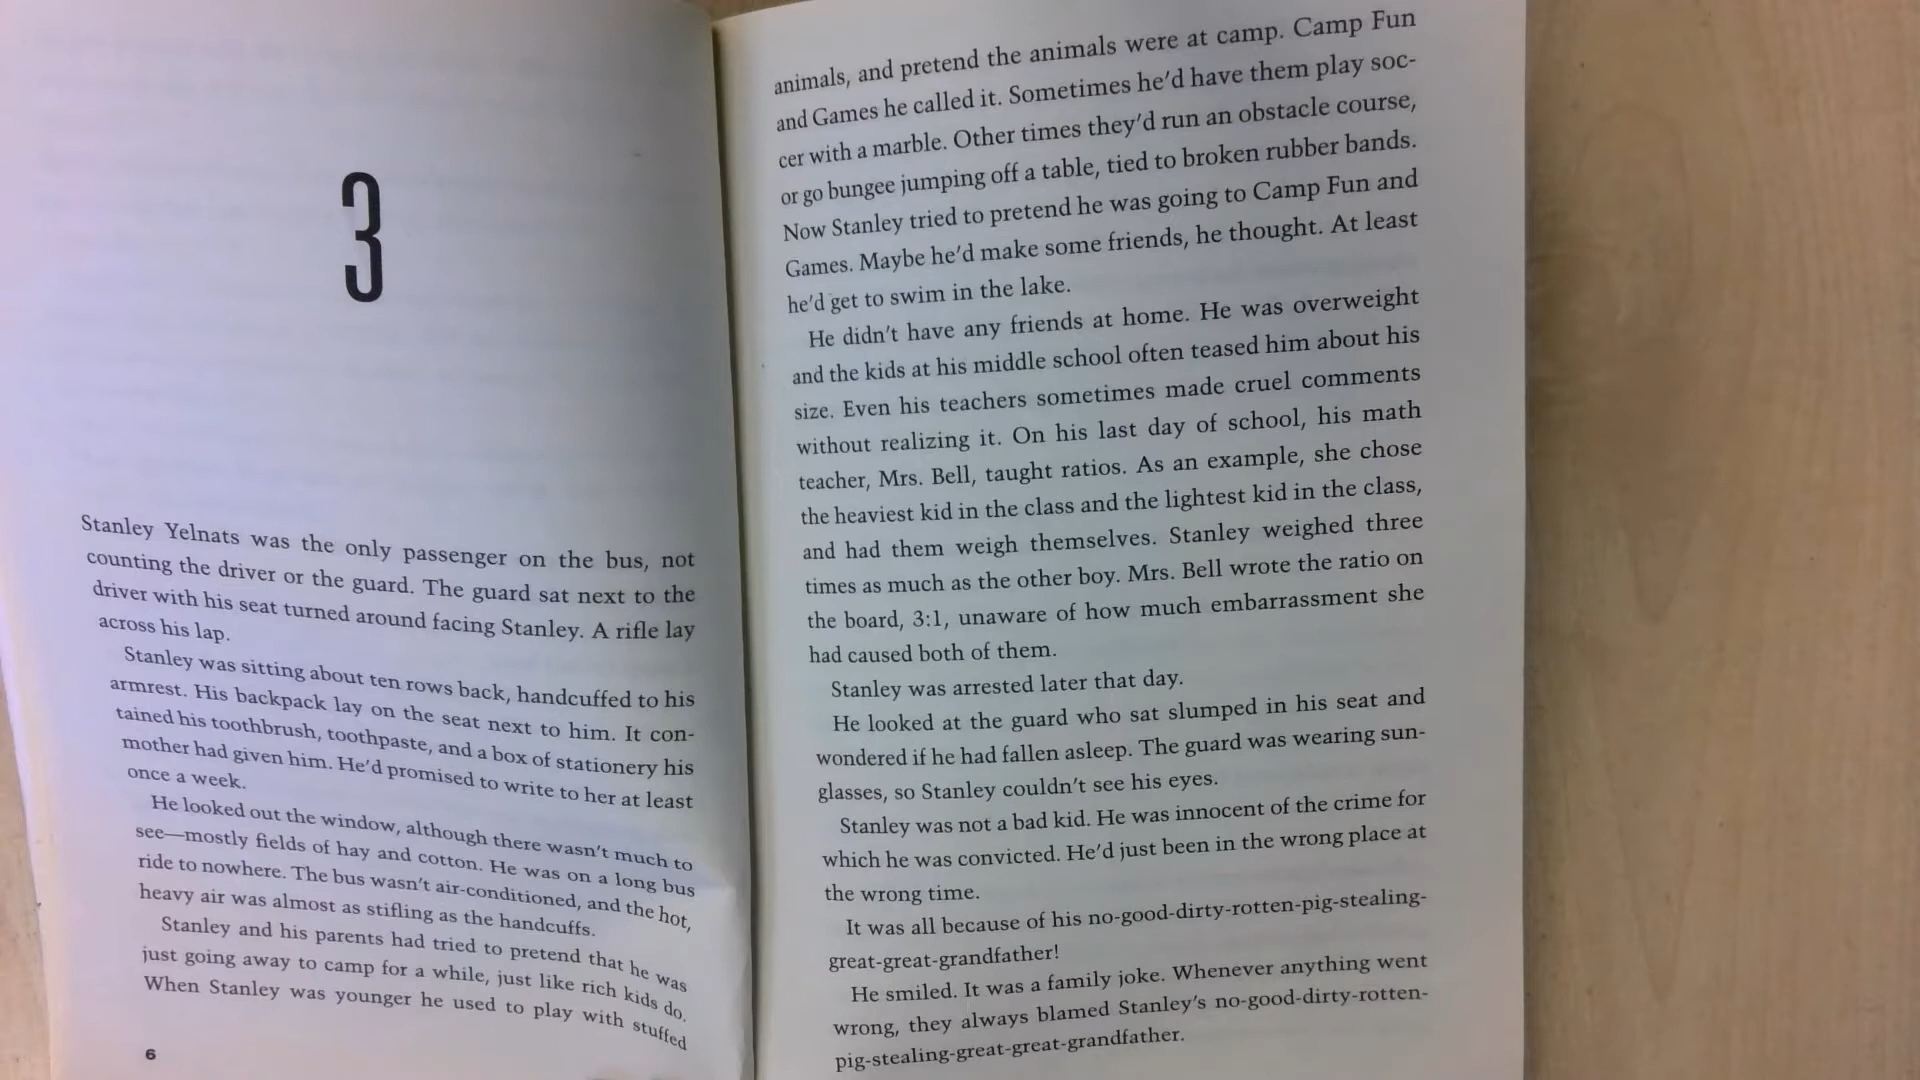 3
Stanley Yelnats was the only passenger on the bus, not
counting the driver or the guard. The guard sat next to the
driver with his seat turned around facing Stanley. A rifle lay
across his lap.
Stanley was sitting about ten rows back, handcuffed to his
armrest. His backpack lay on the seat next to him. It con-
tained his toothbrush, toothpaste, and a box of stationery his
mother had given him. He'd promised to write to her at least
once a week.
He looked out the window, although there wasn't much to
see—mostly fields of hay and cotton. He was on a long bus
ride to nowhere. The bus wasn't air-conditioned, and the hot,
heavy air was almost as stifling as the handcuffs.
Stanley and his parents had tried to pretend that he was
just going away to camp for a while, just like rich kids do.
When Stanley was younger he used to play with stuffed
6
animals, and pretend the animals were at camp. Camp Fun
and Games he called it. Sometimes he'd have them play soc-
cer with a marble. Other times they'd run an obstacle course,
or go bungee jumping off a table, tied to broken rubber bands.
Now Stanley tried to pretend he was going to Camp Fun and
Games. Maybe he'd make some friends, he thought. At least
he'd get to swim in the lake.
He didn't have any friends at home. He was overweight
and the kids at his middle school often teased him about his
size. Even his teachers sometimes made cruel comments
without realizing it. On his last day of school, his math
teacher, Mrs. Bell, taught ratios. As an example, she chose
the heaviest kid in the class and the lightest kid in the class,
and had them weigh themselves. Stanley weighed three
times as much as the other boy. Mrs. Bell wrote the ratio on
the board, 3:1, unaware of how much embarrassment she
had caused both of them.
Stanley was arrested later that day.
He looked at the guard who sat slumped in his seat and
wondered if he had fallen asleep. The guard was wearing sun-
glasses, so Stanley couldn't see his eyes.
Stanley was not a bad kid. He was innocent of the crime for
which he was convicted. He'd just been in the wrong place at
the wrong time.
It was all because of his no-good-dirty-rotten-pig-stealing-
great-great-grandfather!
He smiled. It was a family joke. Whenever anything went
wrong, they always blamed Stanley's no-good-dirty-rotten-
pig-stealing-great-great-grandfather.